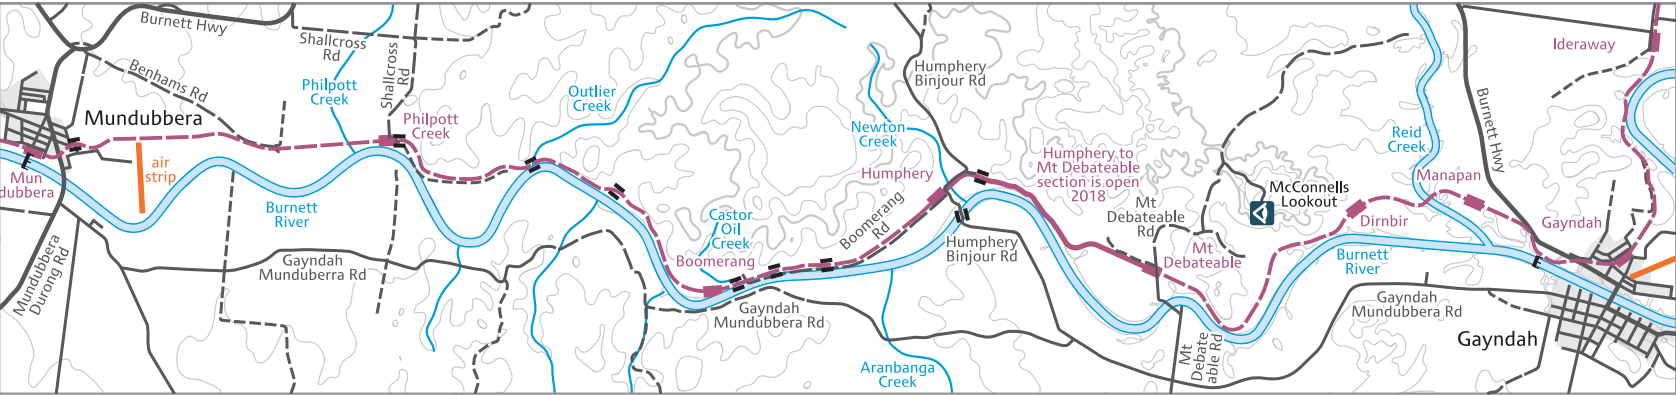 Burnett Hwy
Shallcross
Rd
Benhams Rd
Philpott
Creek
Shallcross
Rd
Mundubbera
Philpott
Creek
air
strip
Mun
dubbera
Burnett
River
Mundubbera
Durong Rd
Gayndah
Munduberra Rd
Outlier
Creek
Castor
Oil
Creek
Boomerang
Gayndah
Mundubbera Rd
Boomerang
Rd
Humphery
Binjour Rd
Newton
Creek
Humphery
Humphery
Binjour Rd
Aranbanga
Creek
Humphery to
Mt Debateable
section is open
2018
Mt
Debateable
Rd
Mt
Debateable
Mt
Debate
able Rd
McConnells
Lookout
Dirnbir
Burnett
River
Reid
Creek
Manapan
Burnett Hwy
Ideraway
Gayndah
Gayndah
Mundubbera Rd
Gayndah